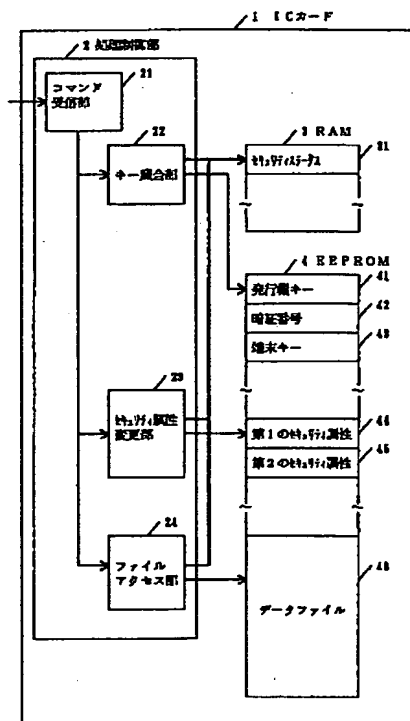 1 ICカード
2 処理制御部
21
コマンド
受信部
22
キー照合部
3 RAM
31
セキュリティステータス
4 EEPROM
41
発行機キー
42
暗証番号
43
端末キー
23
セキュリティ属性
変更部
44
第1のセキュリティ属性
45
第2のセキュリティ属性
24
ファイル
アクセス部
46
データファイル